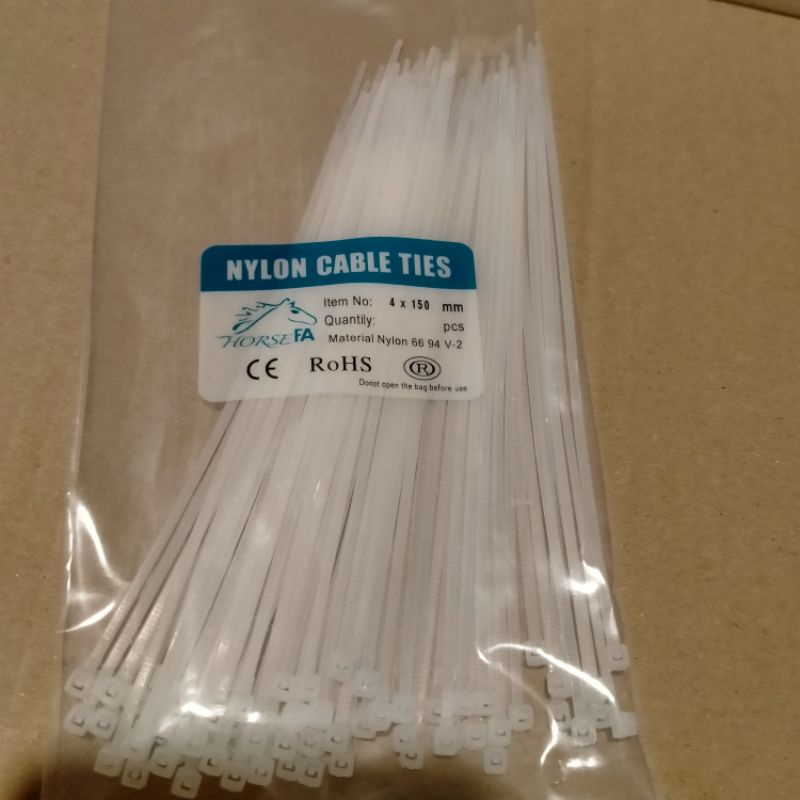 NYLON CABLE TIES
Item No: 4 x 150 mm
Quantity: pcs
HORSE FA
Material Nylon 66 94 V-2
CE RoHS R
Donot open the bag before use